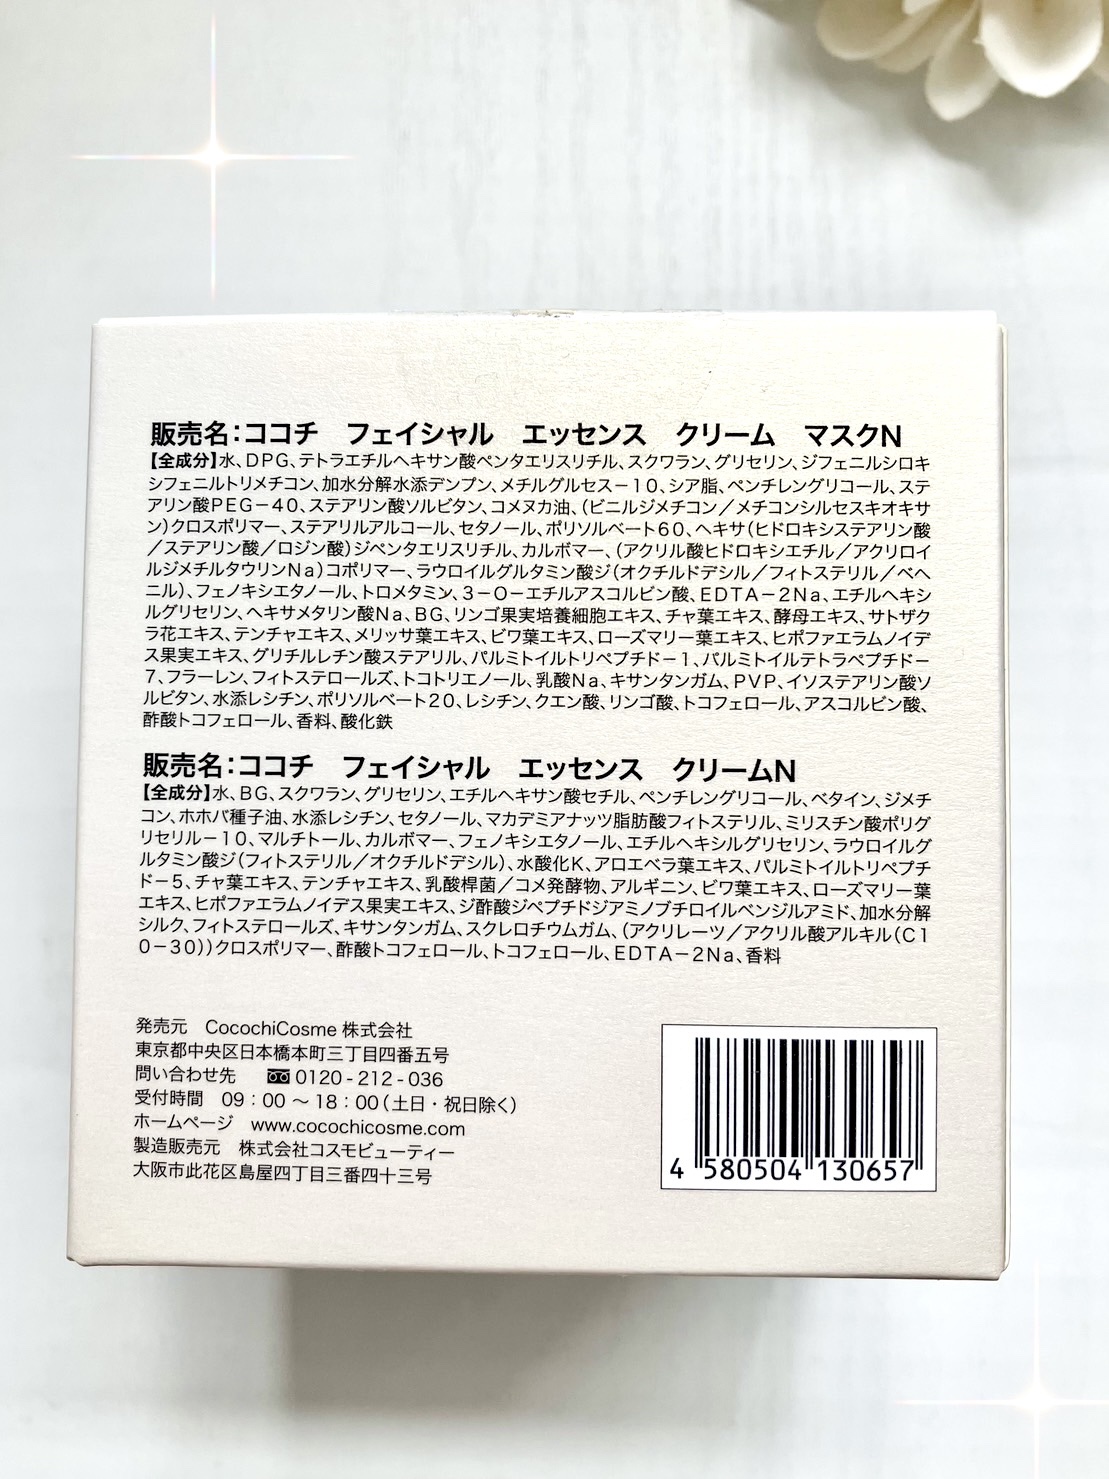 販売名：ココチ　フェイシャル　エッセンス　クリーム　マスクN
【全成分】水、DPG、テトラエチルヘキサン酸ペンタエリスリチル、スクワラン、グリセリン、ジフェニルシロキ
シフェニルトリメチコン、加水分解水添デンプン、メチルグルセス－10、シア脂、ペンチレングリコール、ステ
アリン酸PEG－40、ステアリン酸ソルビタン、コメヌカ油、（ビニルジメチコン／メチコンシルセスキオキサ
ン）クロスポリマー、ステアリルアルコール、セタノール、ポリソルベート60、ヘキサ（ヒドロキシステアリン酸
／ステアリン酸／ロジン酸）ジペンタエリスリチル、カルボマー、（アクリル酸ヒドロキシエチル／アクリロイ
ルジメチルタウリンNa）コポリマー、ラウロイルグルタミン酸ジ（オクチルドデシル／フィトステリル／ベヘ
ニル）、フェノキシエタノール、トロメタミン、3－O－エチルアスコルビン酸、EDTA－2Na、エチルヘキシ
ルグリセリン、ヘキサメタリン酸Na、BG、リンゴ果実培養細胞エキス、チャ葉エキス、酵母エキス、サトザク
ラ花エキス、テンチャエキス、メリッサ葉エキス、ビワ葉エキス、ローズマリー葉エキス、ヒポファエラムノイデ
ス果実エキス、グリチルレチン酸ステアリル、パルミトイルトリペプチド－1、パルミトイルテトラペプチド－
7、フラーレン、フィトステロールズ、トコトリエノール、乳酸Na、キサンタンガム、PVP、イソステアリン酸ソ
ルビタン、水添レシチン、ポリソルベート20、レシチン、クエン酸、リンゴ酸、トコフェロール、アスコルビン酸、
酢酸トコフェロール、香料、酸化鉄
販売名：ココチ　フェイシャル　エッセンス　クリームN
【全成分】水、BG、スクワラン、グリセリン、エチルヘキサン酸セチル、ペンチレングリコール、ベタイン、ジメチ
コン、ホホバ種子油、水添レシチン、セタノール、マカデミアナッツ脂肪酸フィトステリル、ミリスチン酸ポリグ
リセリル－10、マルチトール、カルボマー、フェノキシエタノール、エチルヘキシルグリセリン、ラウロイルグ
ルタミン酸ジ（フィトステリル／オクチルドデシル）、水酸化K、アロエベラ葉エキス、パルミトイルトリペプチ
ド－5、チャ葉エキス、テンチャエキス、乳酸桿菌／コメ発酵物、アルギニン、ビワ葉エキス、ローズマリー葉
エキス、ヒポファエラムノイデス果実エキス、ジ酢酸ジペプチドジアミノブチロイルベンジルアミド、加水分解
シルク、フィトステロールズ、キサンタンガム、スクレロチウムガム、（アクリレーツ／アクリル酸アルキル（C1
0－30））クロスポリマー、酢酸トコフェロール、トコフェロール、EDTA－2Na、香料
発売元　CocochiCosme 株式会社
東京都中央区日本橋本町三丁目四番五号
問い合わせ先　0120 - 212 - 036
受付時間　09：00 〜 18：00（土日・祝日除く）
ホームページ　www.cocochicosme.com
製造販売元　株式会社コスモビューティー
大阪市此花区島屋四丁目三番四十三号
4 580504 130657